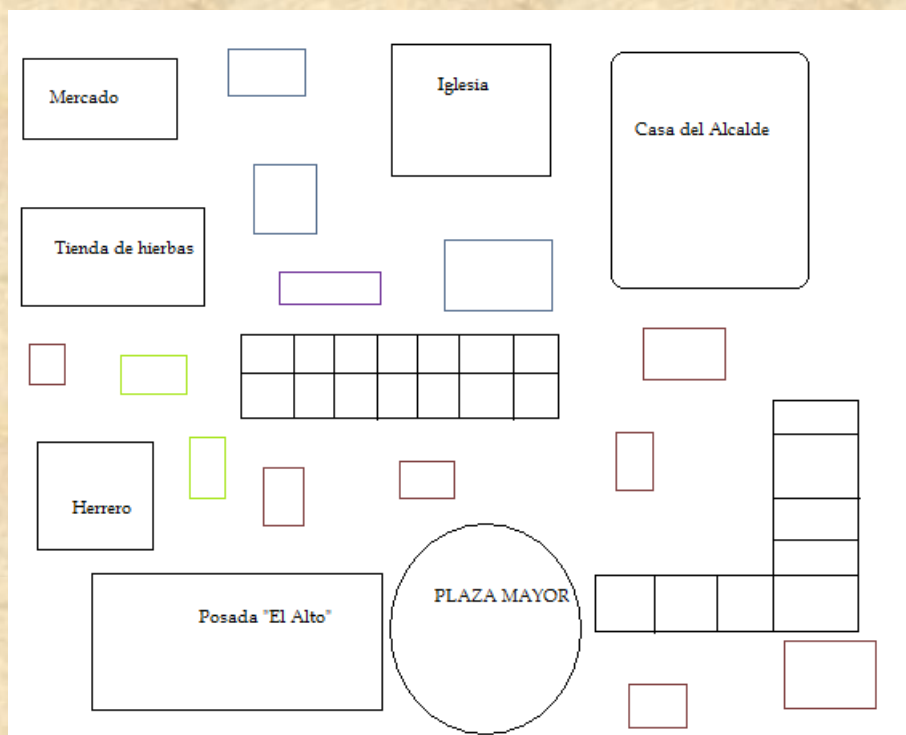 Mercado
Iglesia
Casa del Alcalde
Tienda de hierbas
Herrero
PLAZA MAYOR
Posada "El Alto"